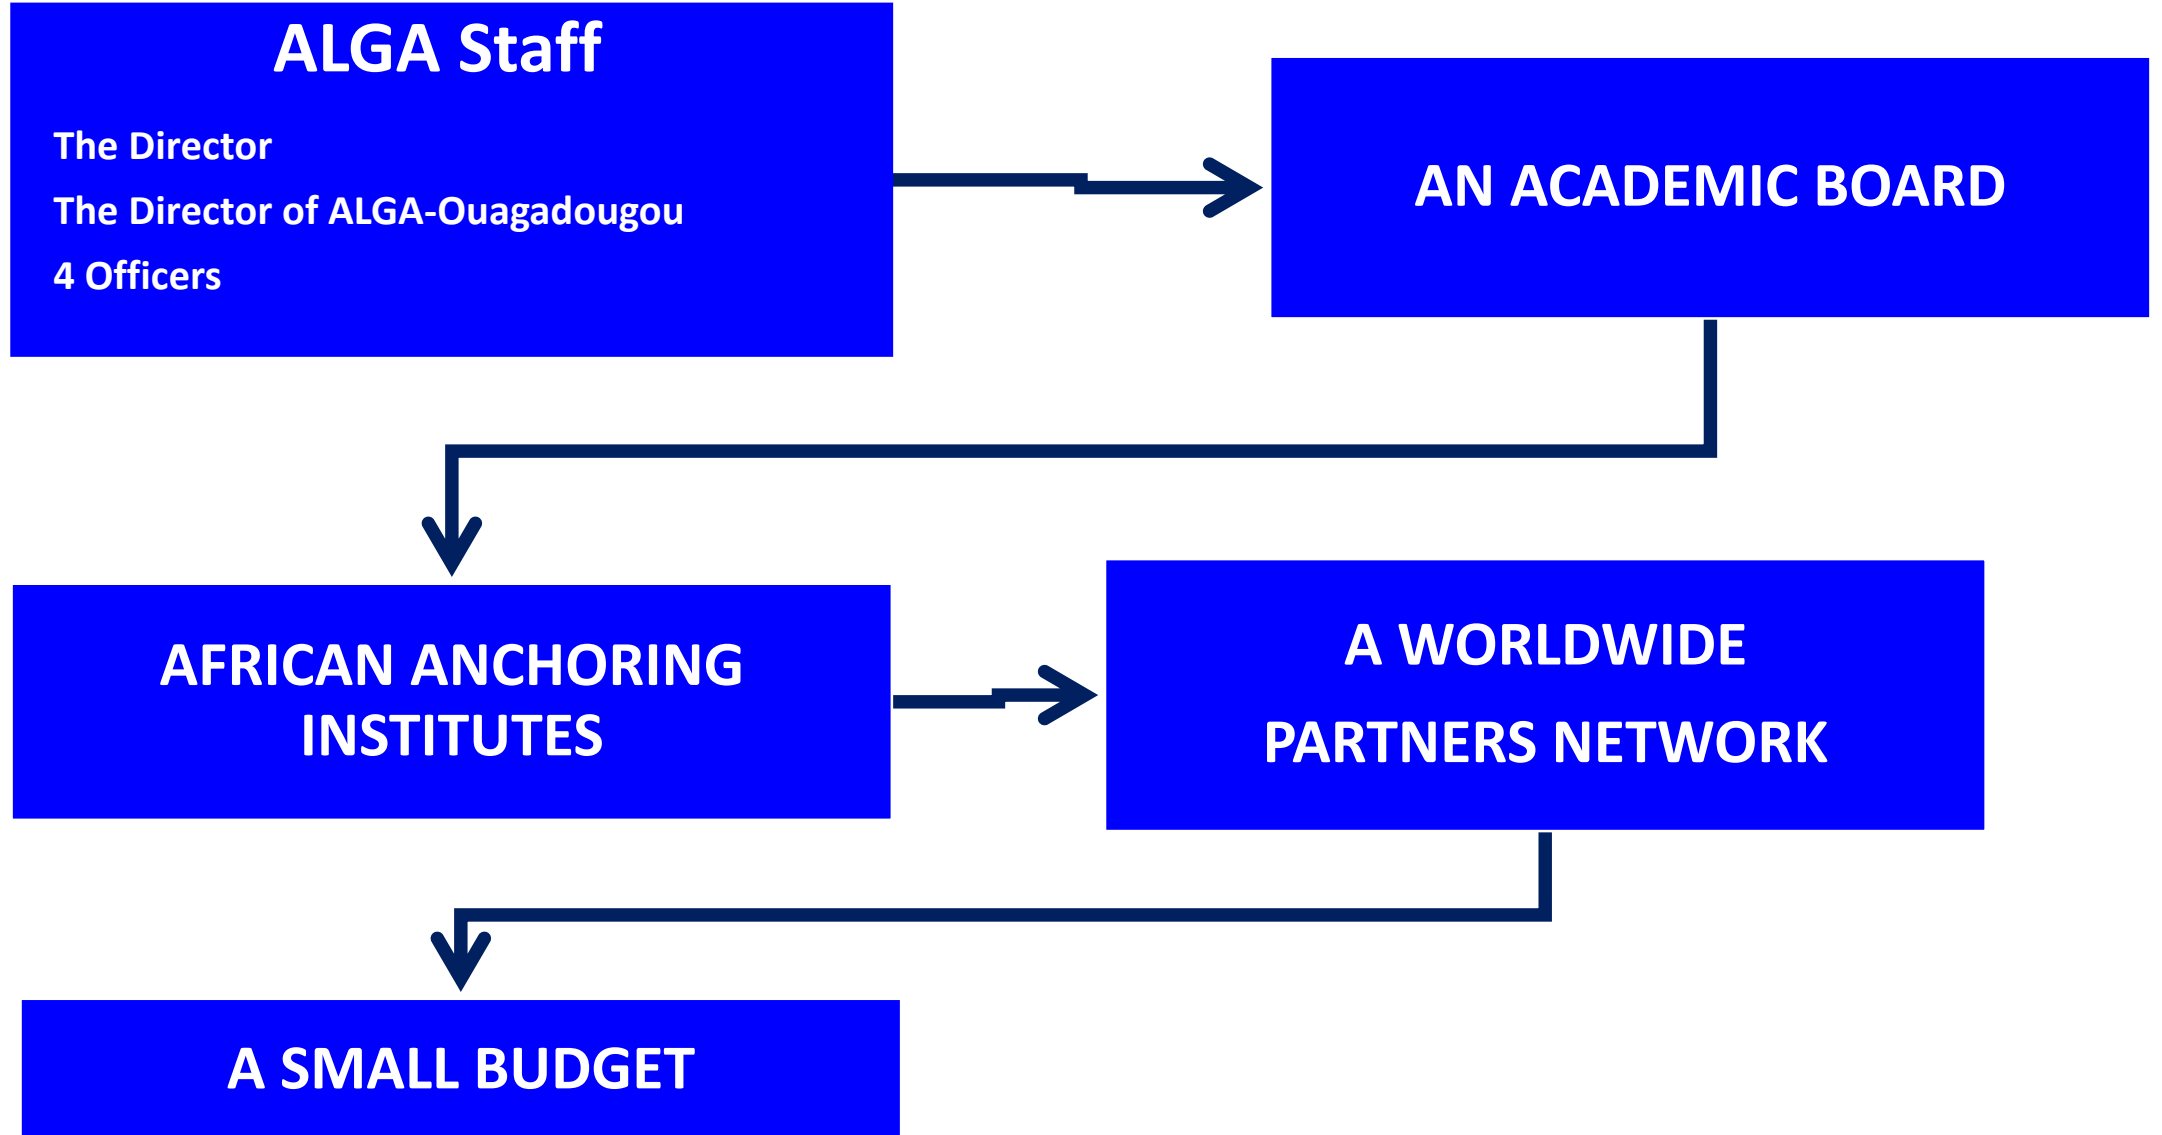 ALGA Staff
The Director
The Director of ALGA-Ouagadougou
4 Officers
AN ACADEMIC BOARD
AFRICAN ANCHORING
INSTITUTES
A WORLDWIDE
PARTNERS NETWORK
A SMALL BUDGET